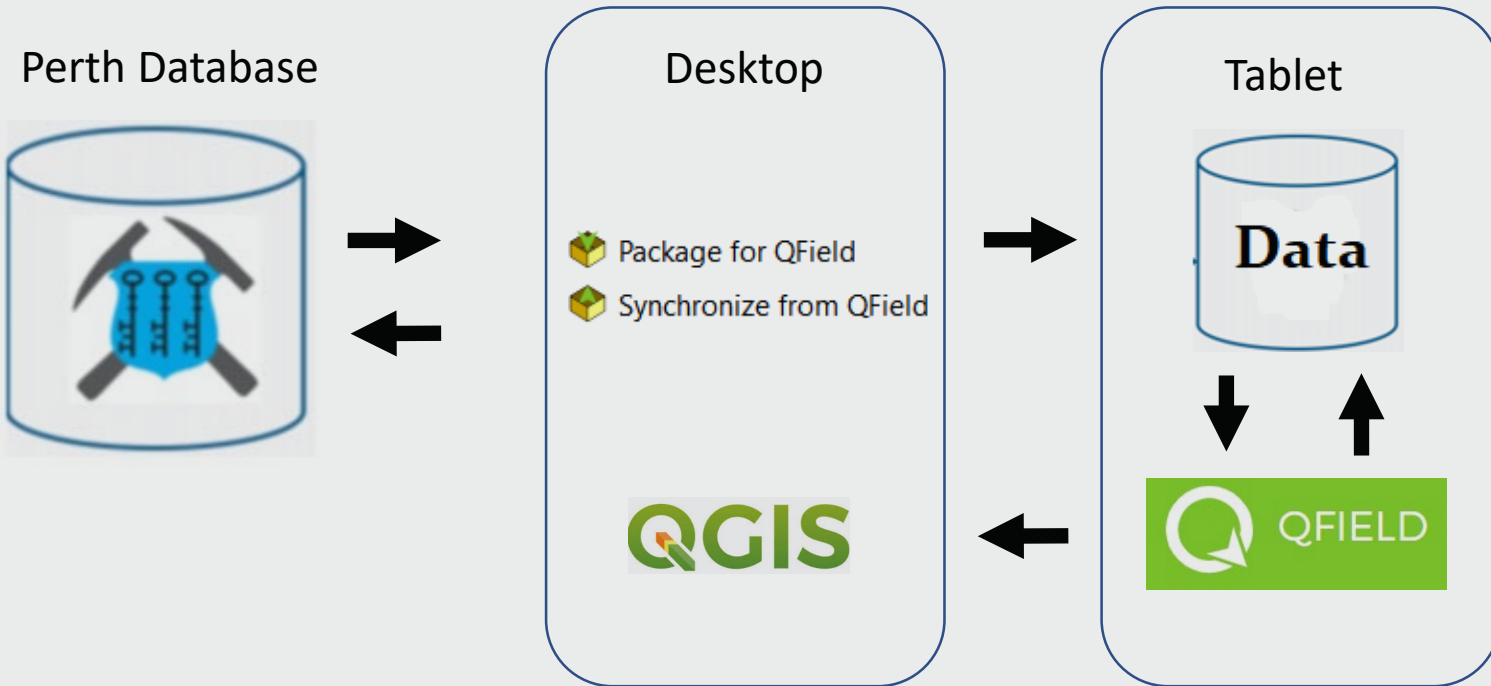 Perth Database
Desktop
Tablet
Package for QField
Synchronize from QField
Data
QGIS
QFIELD